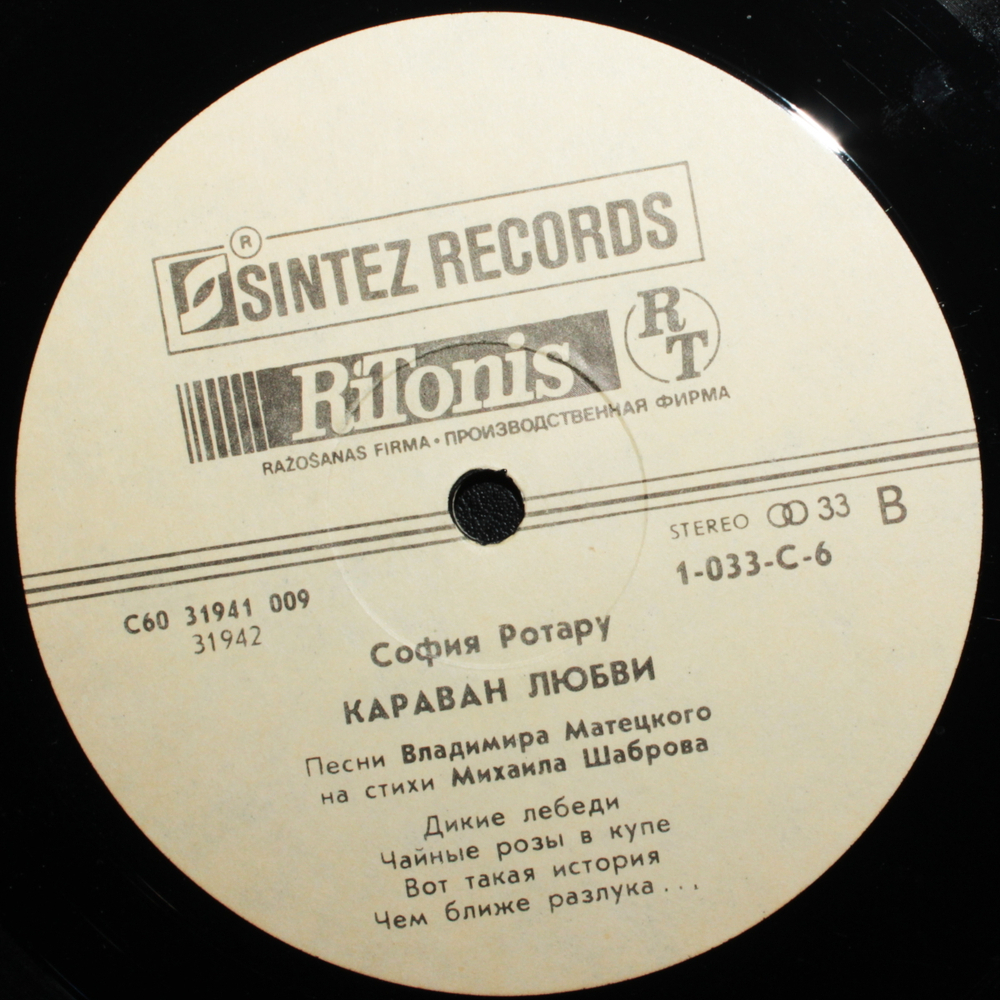 ®
SINTEZ RECORDS
RiTonis RT
RAŽOŠANAS FIRMA • ПРОИЗВОДСТВЕННАЯ ФИРМА
STEREO 33 B
1-033-C-6
С60 31941 009
31942
София Ротару
КАРАВАН ЛЮБВИ
Песни Владимира Матецкого
на стихи Михаила Шаброва
Дикие лебеди
Чайные розы в купе
Вот такая история
Чем ближе разлука...